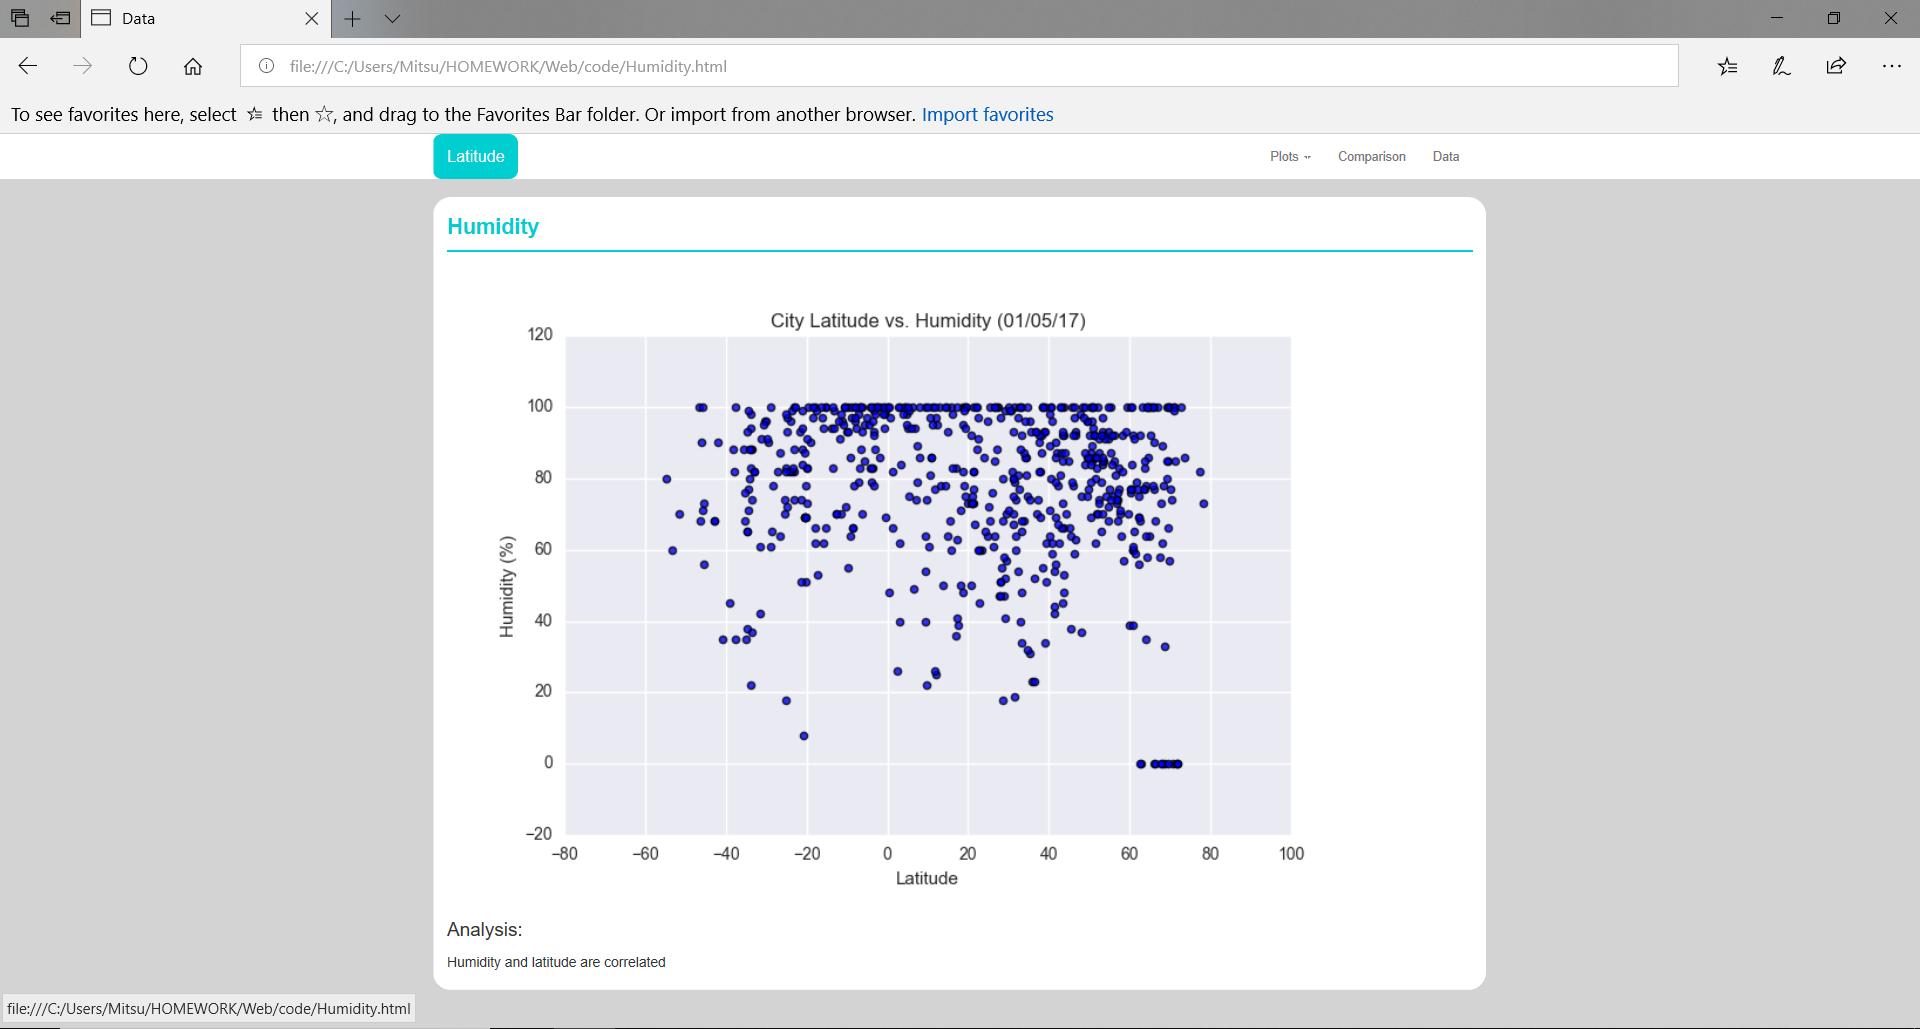 Data
file:///C:/Users/Mitsu/HOMEWORK/Web/code/Humidity.html
To see favorites here, select then , and drag to the Favorites Bar folder. Or import from another browser. Import favorites
Latitude
Plots
Comparison
Data
Humidity
City Latitude vs. Humidity (01/05/17)
120
100
80
60
40
20
0
−20
Humidity (%)
−80
−60
−40
−20
0
20
40
60
80
100
Latitude
Analysis:
Humidity and latitude are correlated
file:///C:/Users/Mitsu/HOMEWORK/Web/code/Humidity.html